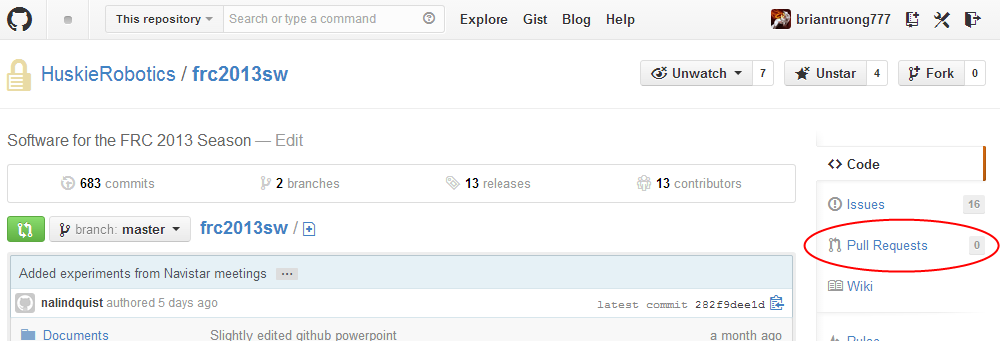 This repository Search or type a command Explore Gist Blog Help briantruong777
HuskieRobotics / frc2013sw Unwatch 7 Unstar 4 Fork 0
Software for the FRC 2013 Season — Edit
Code
683 commits 2 branches 13 releases 13 contributors
Issues 16
branch: master frc2013sw /
Pull Requests 0
Added experiments from Navistar meetings ...
Wiki
nalindquist authored 5 days ago latest commit 282f9dee1d
Documents Slightly edited github powerpoint a month ago